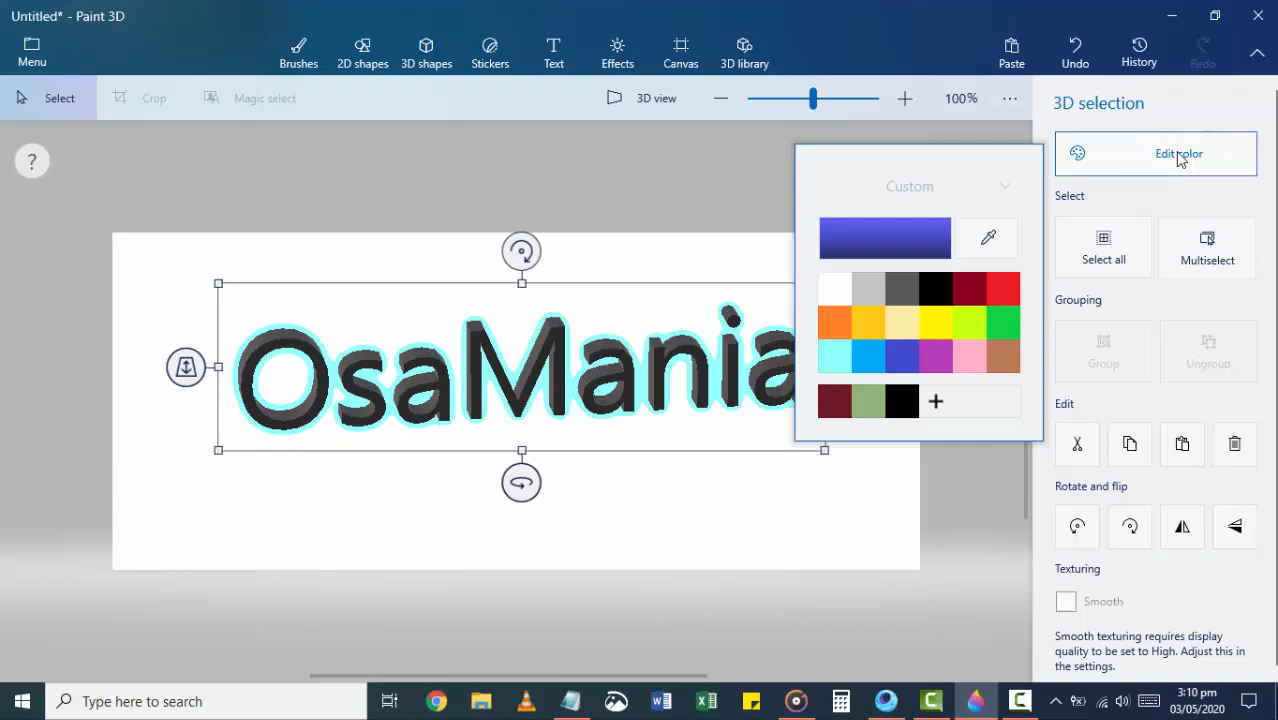 Untitled* - Paint 3D
Menu
Brushes
2D shapes
3D shapes
Stickers
Text
Effects
Canvas
3D library
Paste
Undo
History
Redo
Select
Crop
Magic select
3D view
100%
3D selection
Edit color
Custom
Select
Select all
Multiselect
Grouping
Group
Ungroup
Edit
Rotate and flip
Texturing
Smooth
Smooth texturing requires display
quality to be set to High. Adjust this in
the settings.
?
OsaMania
Type here to search
3:10 pm
03/05/2020